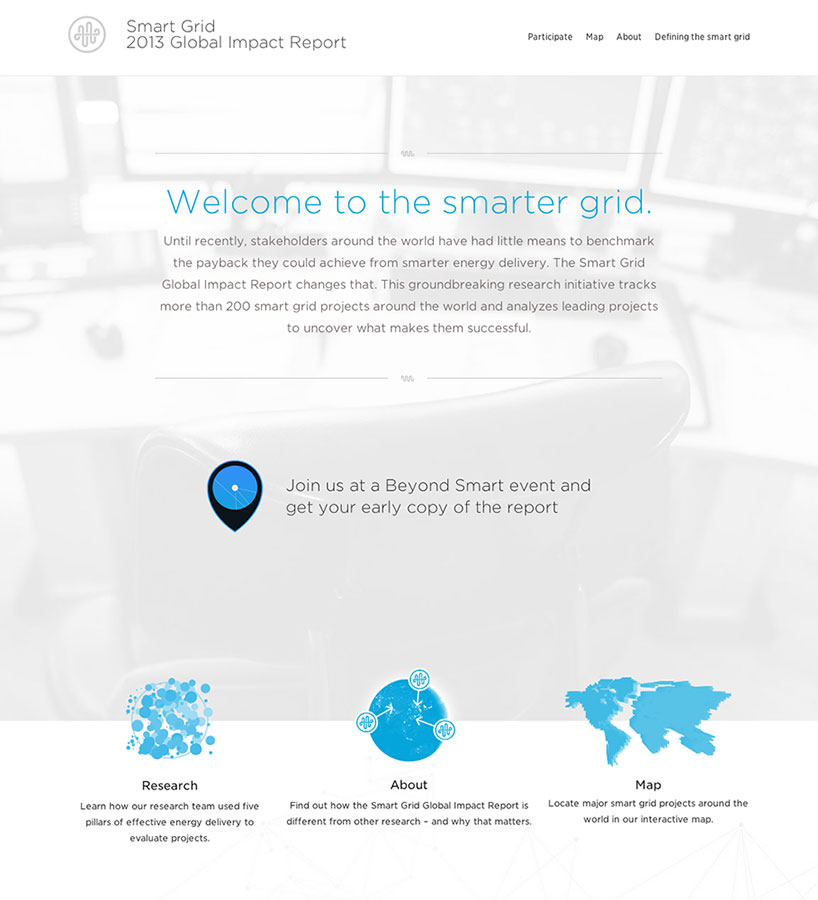 Smart Grid
2013 Global Impact Report
Participate Map About Defining the smart grid
Welcome to the smarter grid.
Until recently, stakeholders around the world have had little means to benchmark
the payback they could achieve from smarter energy delivery. The Smart Grid
Global Impact Report changes that. This groundbreaking research initiative tracks
more than 200 smart grid projects around the world and analyzes leading projects
to uncover what makes them successful.
Join us at a Beyond Smart event and
get your early copy of the report
Research
Learn how our research team used five
pillars of effective energy delivery to
evaluate projects.
About
Find out how the Smart Grid Global Impact Report is
different from other research – and why that matters.
Map
Locate major smart grid projects around the
world in our interactive map.